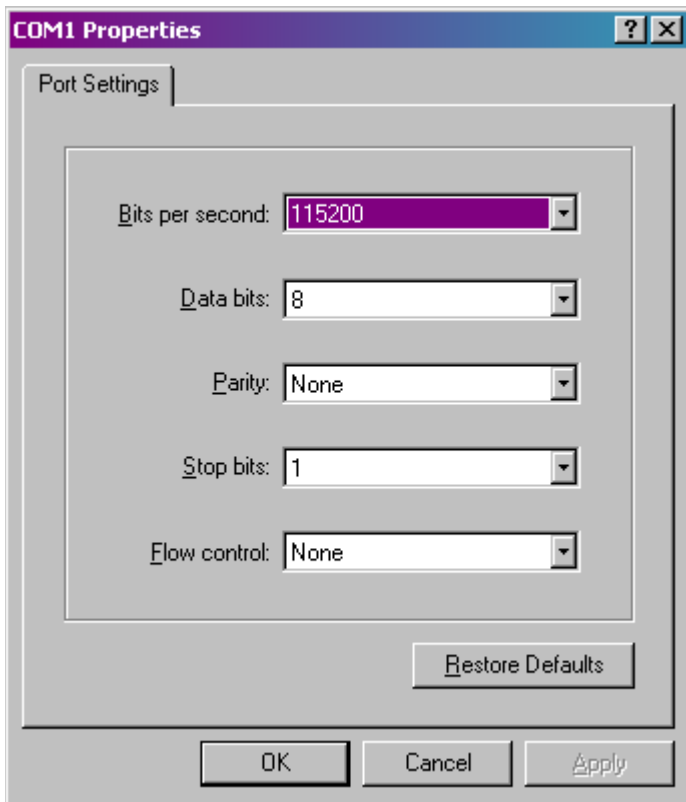 COM1 Properties
Port Settings
Bits per second: 115200
Data bits: 8
Parity: None
Stop bits: 1
Flow control: None
Restore Defaults
OK Cancel Apply